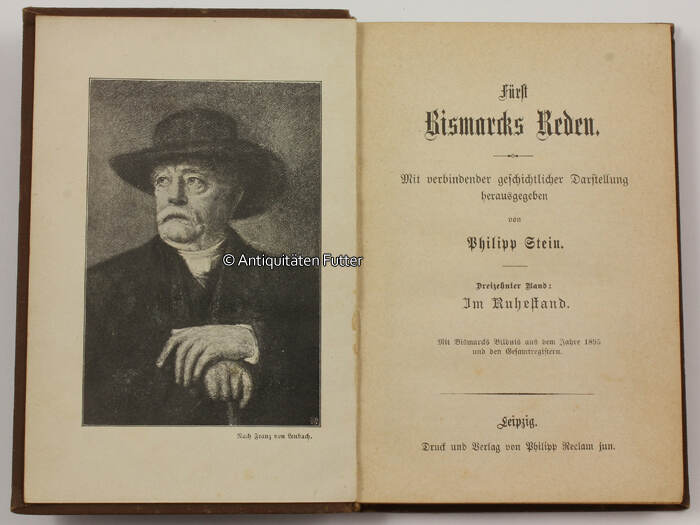 © Antiquitäten Futter
Nach Franz von Lenbach.
Fürst
Bismarcks Reden.
Mit verbindender geschichtlicher Darstellung
herausgegeben
von
Philipp Stein.
Dreizehnter Band:
Im Ruhestand.
Mit Bismarcks Bildnis aus dem Jahre 1895
und den Gesamtregistern.
Leipzig.
Druck und Verlag von Philipp Reclam jun.